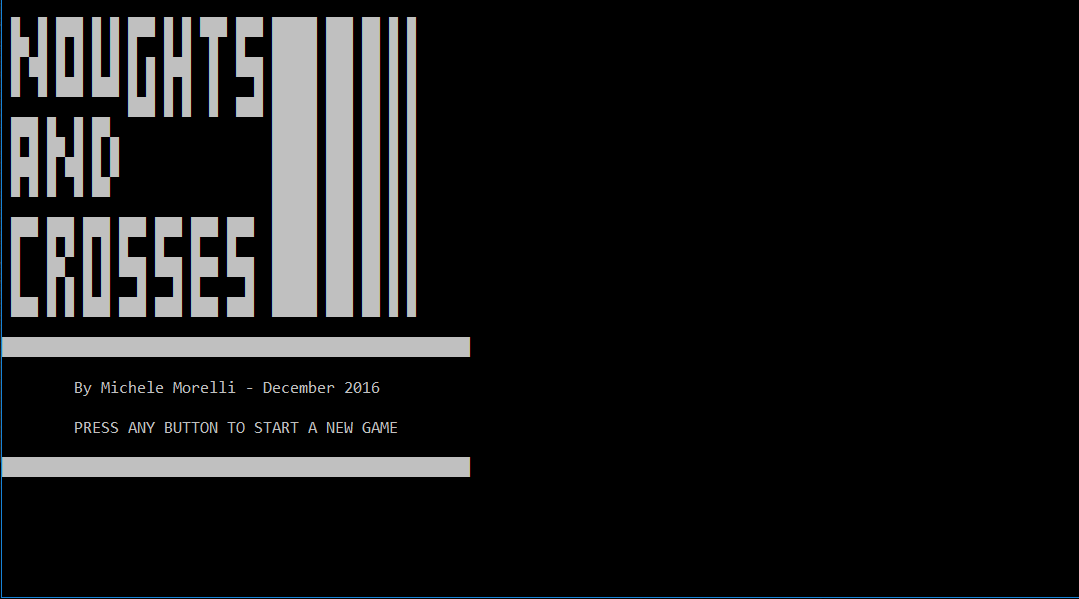 NOUGHTS
AND
CROSSES
By Michele Morelli - December 2016
PRESS ANY BUTTON TO START A NEW GAME